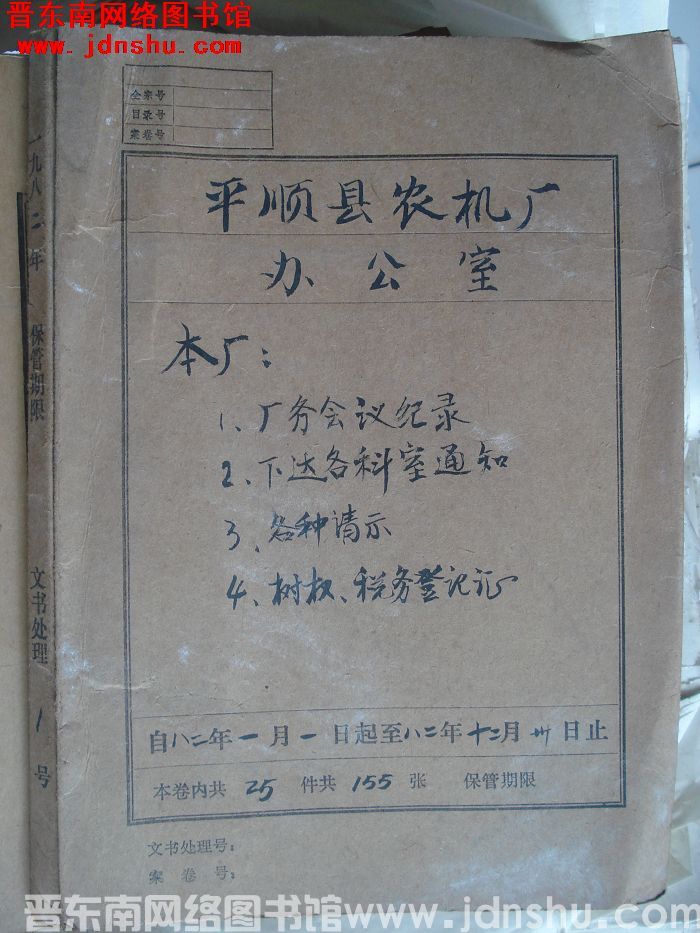 晋东南网络图书馆
www.jdnshu.com
全宗号
目录号
案卷号
平顺县农机厂
办公室
本厂：
1、厂务会议纪录
2、下达各科室通知
3、各种请示
4、树权、税务登记证
自八二年一月一日起至八二年十二月卅日止
本卷内共25件共155张 保管期限
文书处理号：
案卷号：
一九八二年
保管期限
文书处理1号
晋东南网络图书馆 www.jdnshu.com